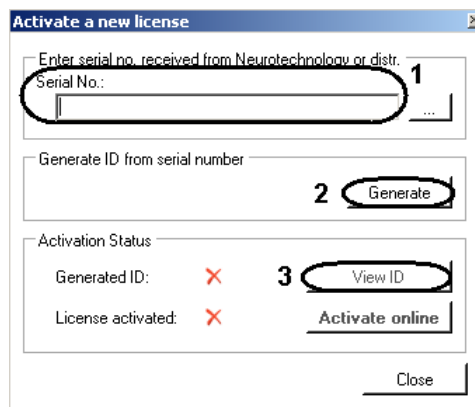 Activate a new license
Enter serial no. received from Neurotechnology or distr.
1
Serial No.:
...
Generate ID from serial number
2 Generate
Activation Status
Generated ID: 3 View ID
License activated: Activate online
Close